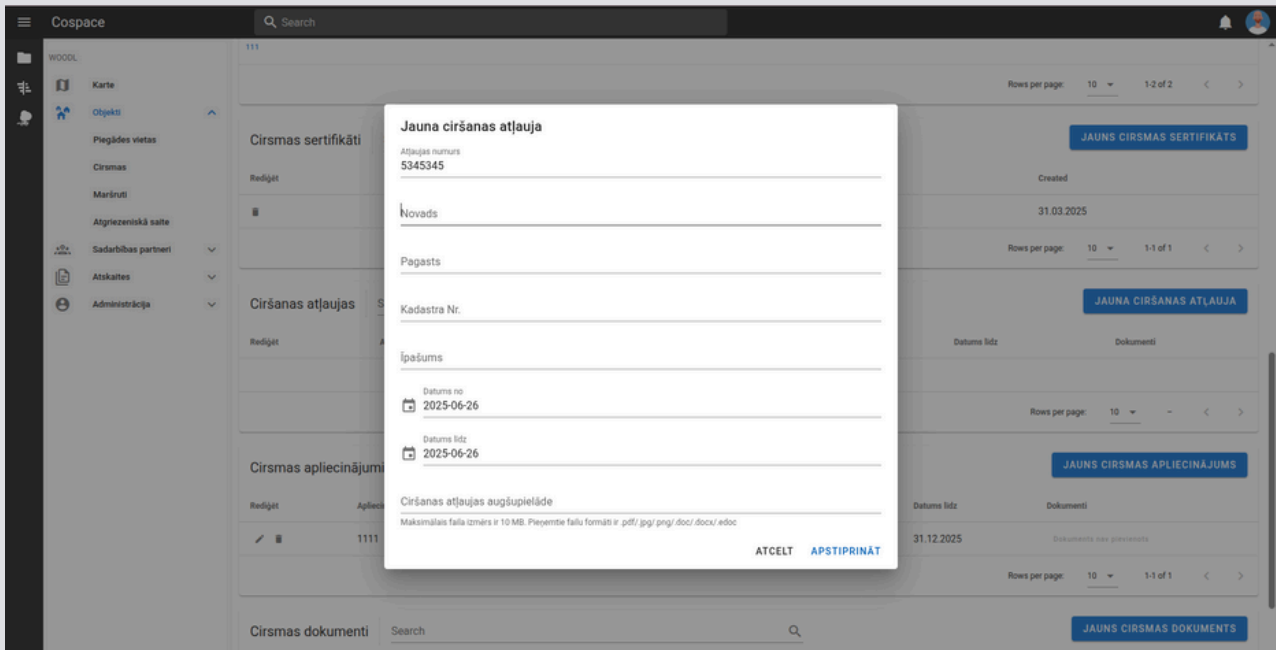 Cospace
Search
WOODL
Karte
Objekti
Piegādes vietas
Cirsmas
Maršruti
Atgriezeniskā saite
Sadarbības partneri
Atskaites
Administrācija
111
Rows per page: 10 1-2 of 2
Cirsmas sertifikāti
JAUNS CIRSMAS SERTIFIKĀTS
Rediģēt Created
31.03.2025
Rows per page: 10 1-1 of 1
Ciršanas atļaujas S
JAUNA CIRŠANAS ATĻAUJA
Rediģēt A Datums līdz Dokumenti
Rows per page: 10 –
Cirsmas apliecinājumi
JAUNS CIRSMAS APLIECINĀJUMS
Rediģēt Apliecin Datums līdz Dokumenti
1111 31.12.2025 Dokuments nav pievienots
Rows per page: 10 1-1 of 1
Cirsmas dokumenti Search
JAUNS CIRSMAS DOKUMENTS
Jauna ciršanas atļauja
Atļaujas numurs
5345345
Novads
Pagasts
Kadastra Nr.
Īpašums
Datums no
2025-06-26
Datums līdz
2025-06-26
Ciršanas atļaujas augšupielāde
Maksimālais faila izmērs ir 10 MB. Pieņemtie failu formāti ir .pdf/.jpg/.png/.doc/.docx/.edoc
ATCELT APSTIPRINĀT